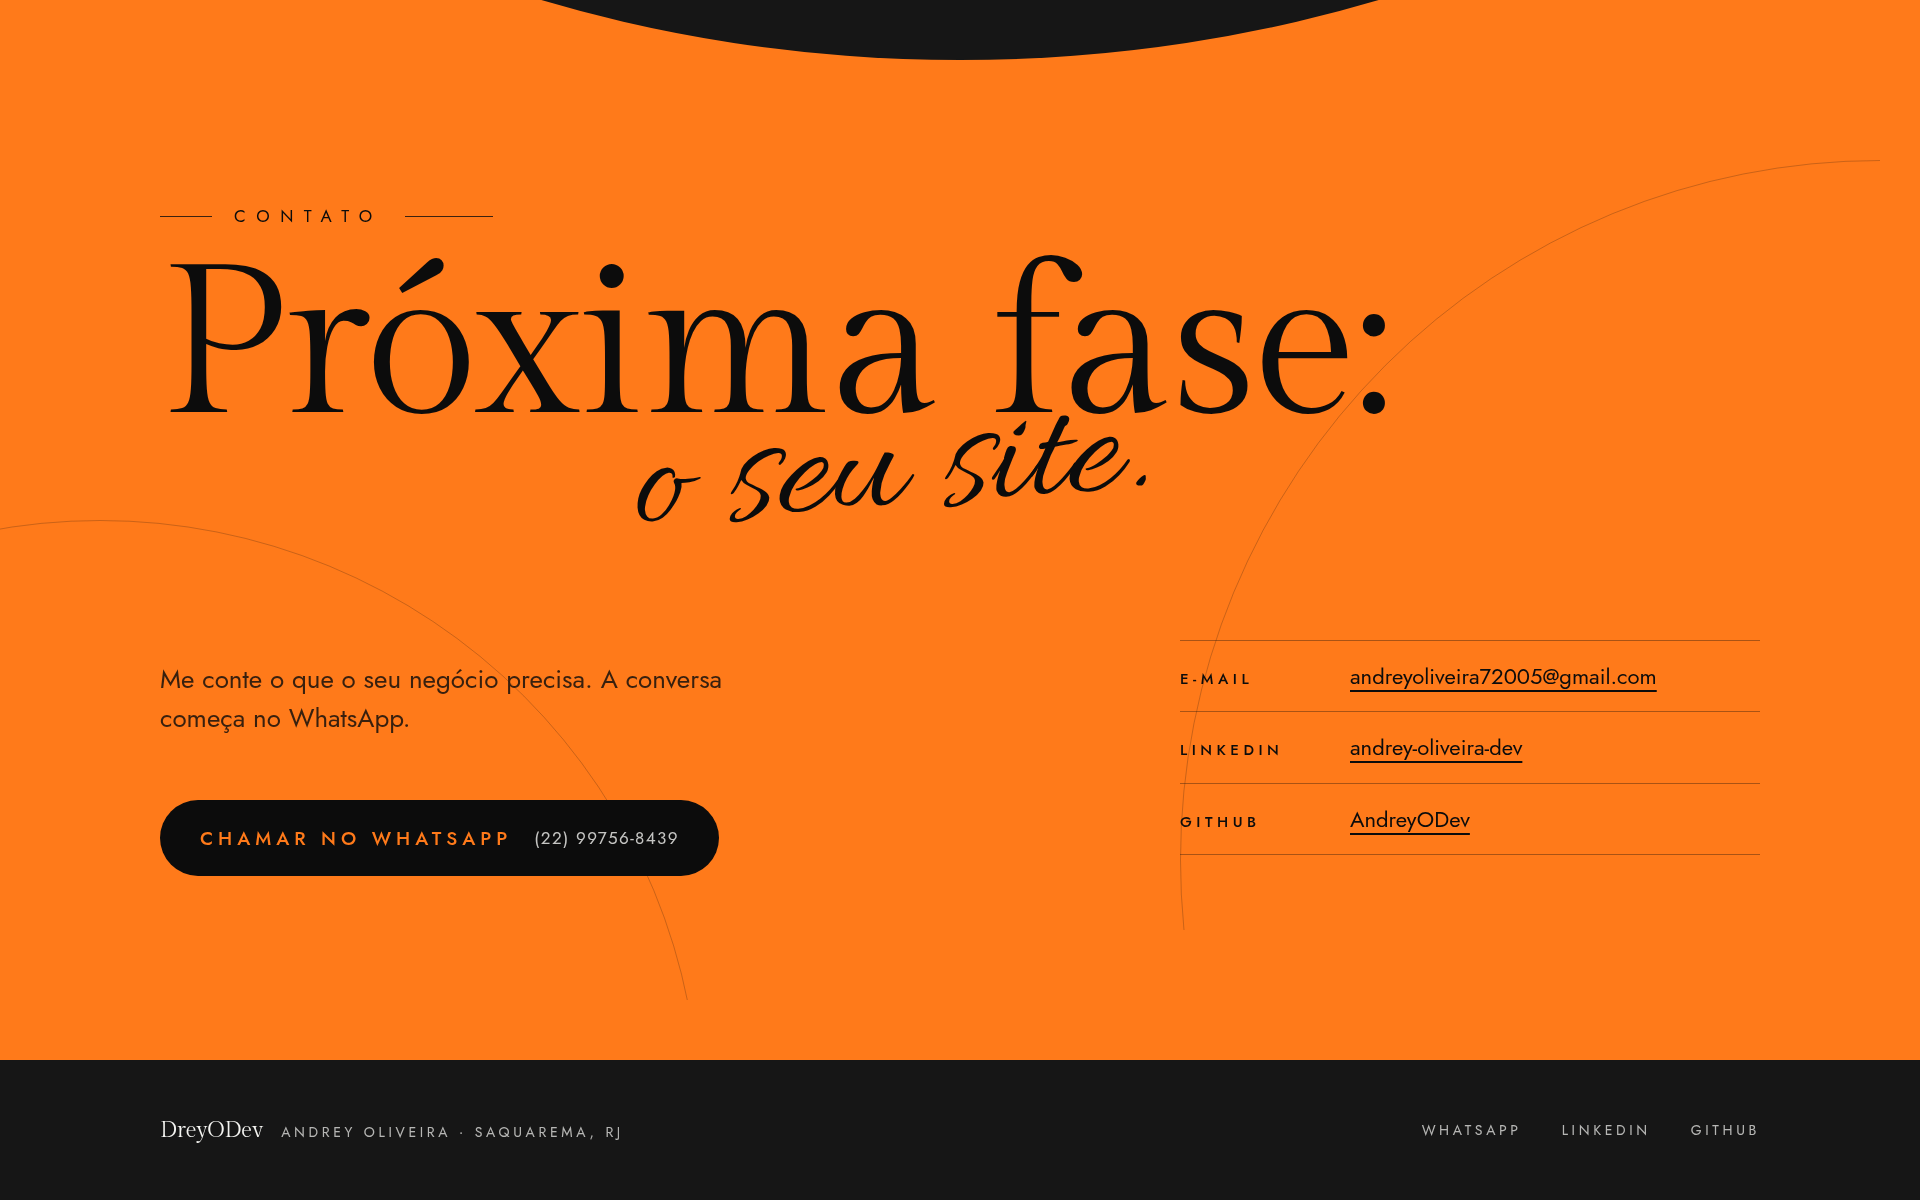 CONTATO
Próxima fase:
o seu site.
Me conte o que o seu negócio precisa. A conversa
começa no WhatsApp.
CHAMAR NO WHATSAPP (22) 99756-8439
E-MAIL andreyoliveira72005@gmail.com
LINKEDIN andrey-oliveira-dev
GITHUB AndreyODev
DreyODev ANDREY OLIVEIRA · SAQUAREMA, RJ
WHATSAPP LINKEDIN GITHUB